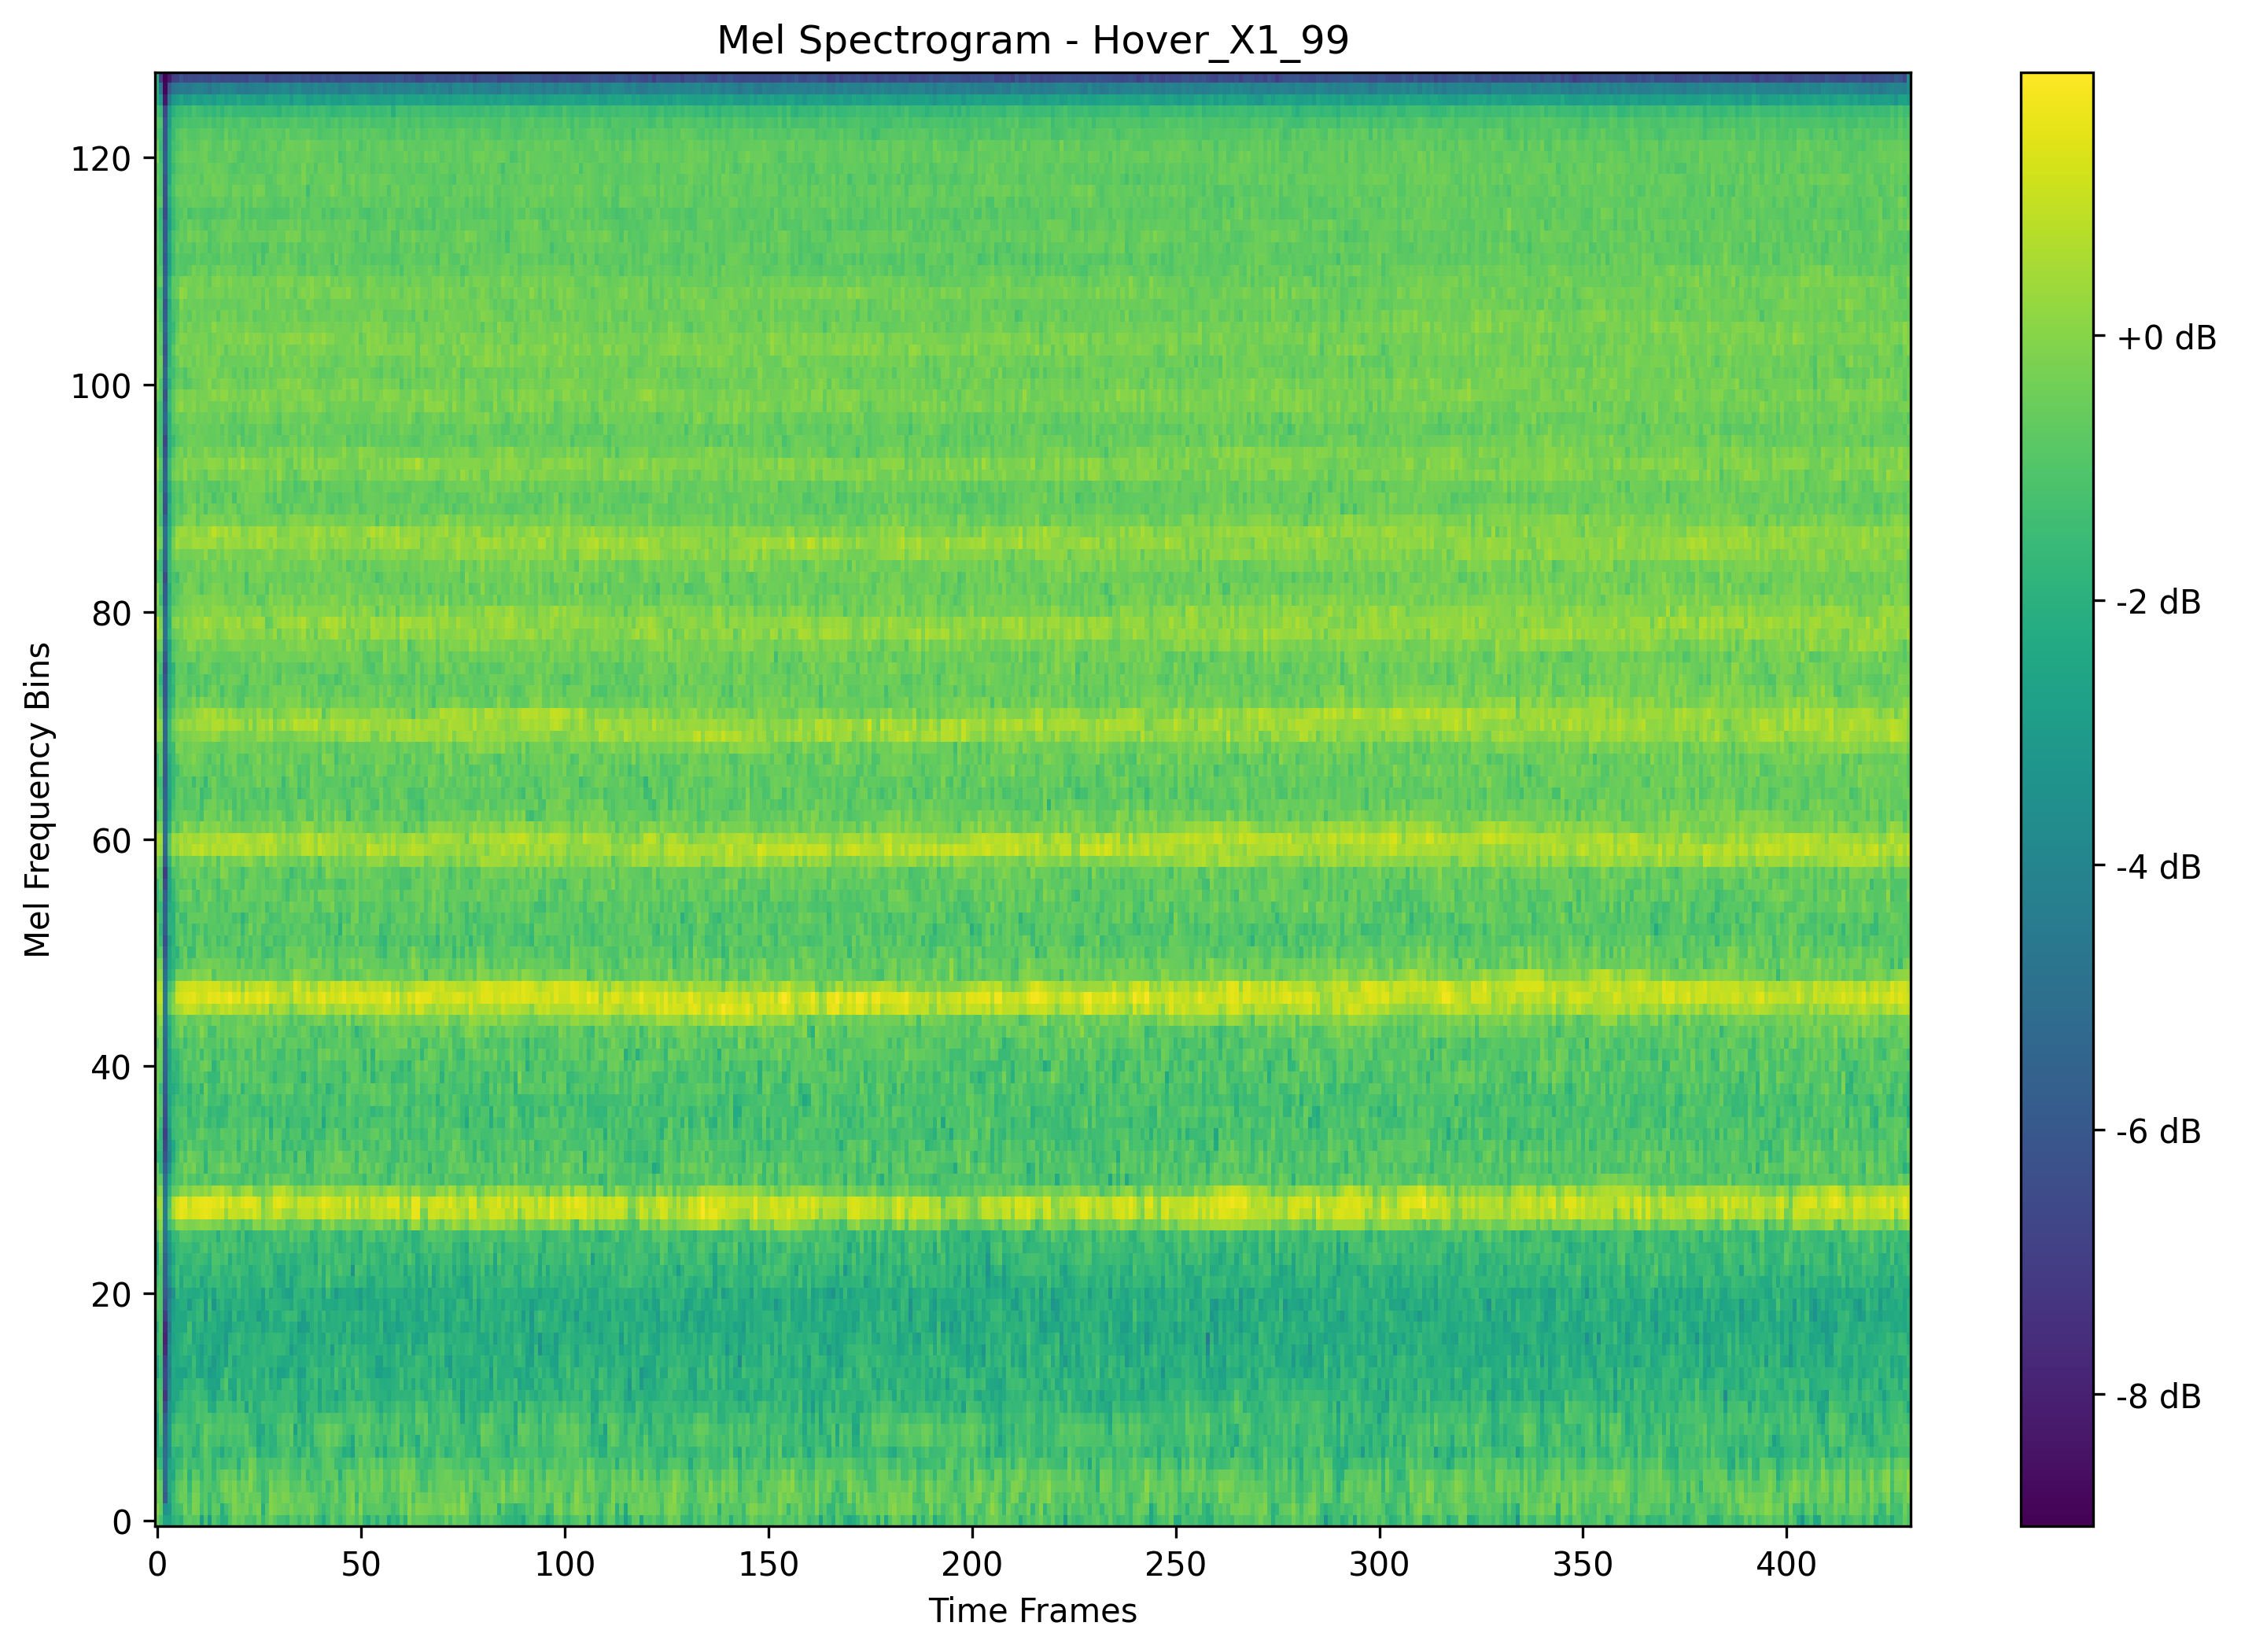 Mel Spectrogram - Hover_X1_99
Mel Frequency Bins
120
100
80
60
40
20
0
0 50 100 150 200 250 300 350 400
Time Frames
+0 dB
-2 dB
-4 dB
-6 dB
-8 dB